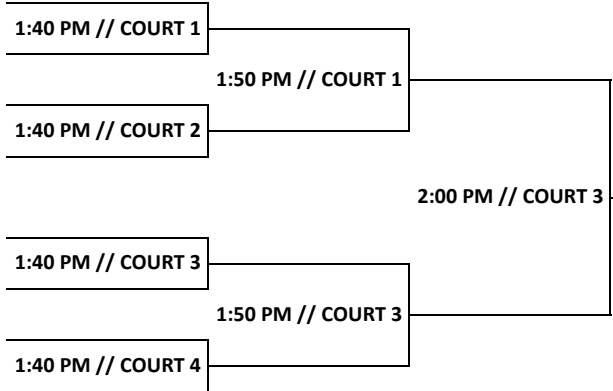 1:40 PM // COURT 1
1:50 PM // COURT 1
1:40 PM // COURT 2
2:00 PM // COURT 3
1:40 PM // COURT 3
1:50 PM // COURT 3
1:40 PM // COURT 4